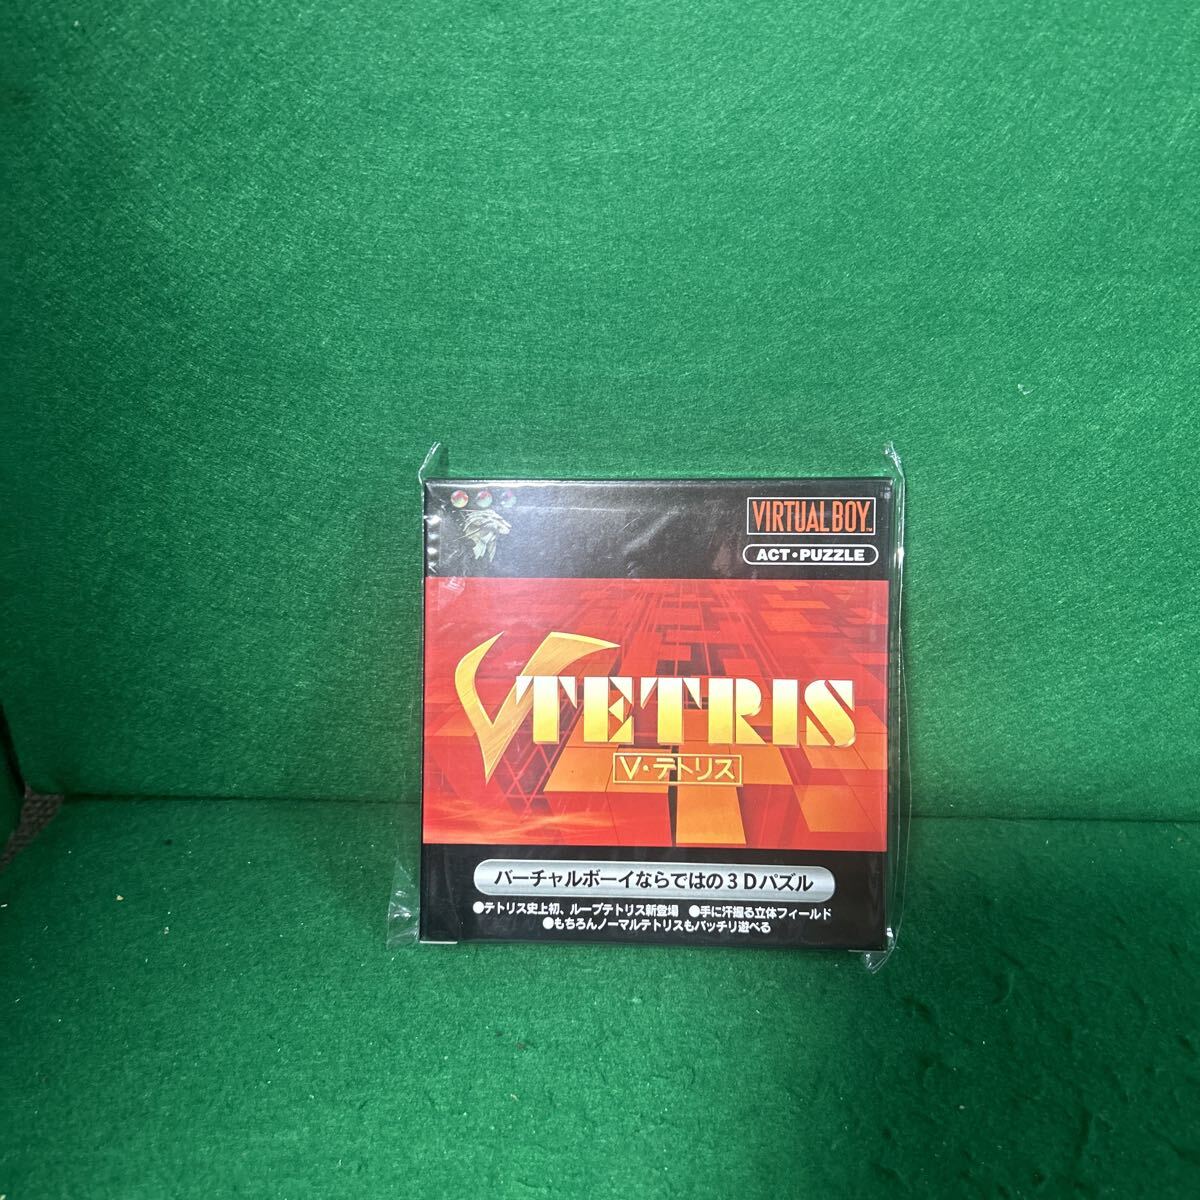 VIRTUAL BOY™
ACT・PUZZLE
V TETRIS
V・テトリス
バーチャルボーイならではの3Dパズル
●テトリス史上初、ループテトリス新登場 ●手に汗握る立体フィールド
●もちろんノーマルテトリスもバッチリ遊べる